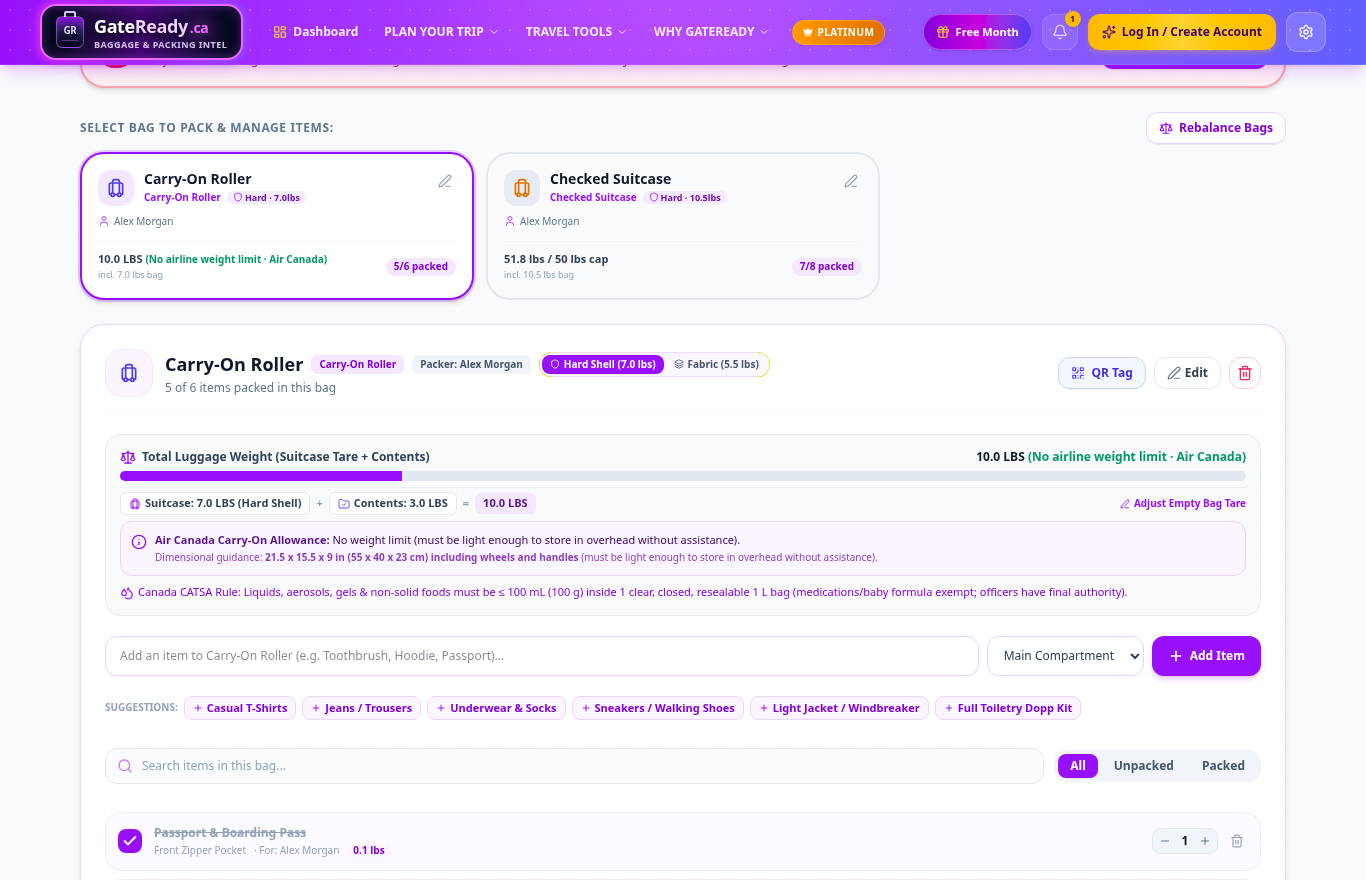 GR
GateReady.ca
BAGGAGE & PACKING INTEL
Dashboard
PLAN YOUR TRIP
TRAVEL TOOLS
WHY GATEREADY
PLATINUM
Free Month
1
Log In / Create Account
SELECT BAG TO PACK & MANAGE ITEMS:
Rebalance Bags
Carry-On Roller
Carry-On Roller
Hard · 7.0lbs
Alex Morgan
10.0 LBS (No airline weight limit · Air Canada)
incl. 7.0 lbs bag
5/6 packed
Checked Suitcase
Checked Suitcase
Hard · 10.5lbs
Alex Morgan
51.8 lbs / 50 lbs cap
incl. 10.5 lbs bag
7/8 packed
Carry-On Roller
Carry-On Roller
Packer: Alex Morgan
Hard Shell (7.0 lbs)
Fabric (5.5 lbs)
5 of 6 items packed in this bag
QR Tag
Edit
Total Luggage Weight (Suitcase Tare + Contents)
10.0 LBS (No airline weight limit · Air Canada)
Suitcase: 7.0 LBS (Hard Shell) + Contents: 3.0 LBS = 10.0 LBS
Adjust Empty Bag Tare
Air Canada Carry-On Allowance: No weight limit (must be light enough to store in overhead without assistance).
Dimensional guidance: 21.5 x 15.5 x 9 in (55 x 40 x 23 cm) including wheels and handles (must be light enough to store in overhead without assistance).
Canada CATSA Rule: Liquids, aerosols, gels & non-solid foods must be ≤ 100 mL (100 g) inside 1 clear, closed, resealable 1 L bag (medications/baby formula exempt; officers have final authority).
Add an item to Carry-On Roller (e.g. Toothbrush, Hoodie, Passport)...
Main Compartment
+ Add Item
SUGGESTIONS:
+ Casual T-Shirts
+ Jeans / Trousers
+ Underwear & Socks
+ Sneakers / Walking Shoes
+ Light Jacket / Windbreaker
+ Full Toiletry Dopp Kit
Search items in this bag...
All
Unpacked
Packed
Passport & Boarding Pass
Front Zipper Pocket · For: Alex Morgan 0.1 lbs
− 1 +